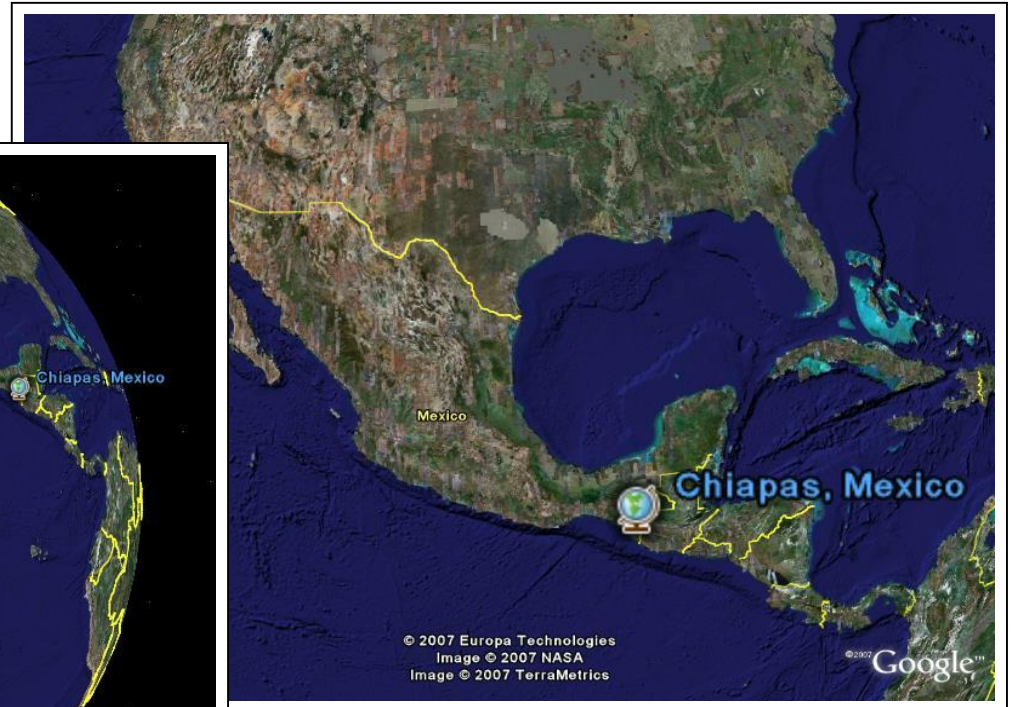 Chiapas, Mexico
Mexico
Chiapas, Mexico
© 2007 Europa Technologies
Image © 2007 NASA
Image © 2007 TerraMetrics
©2007 Google™